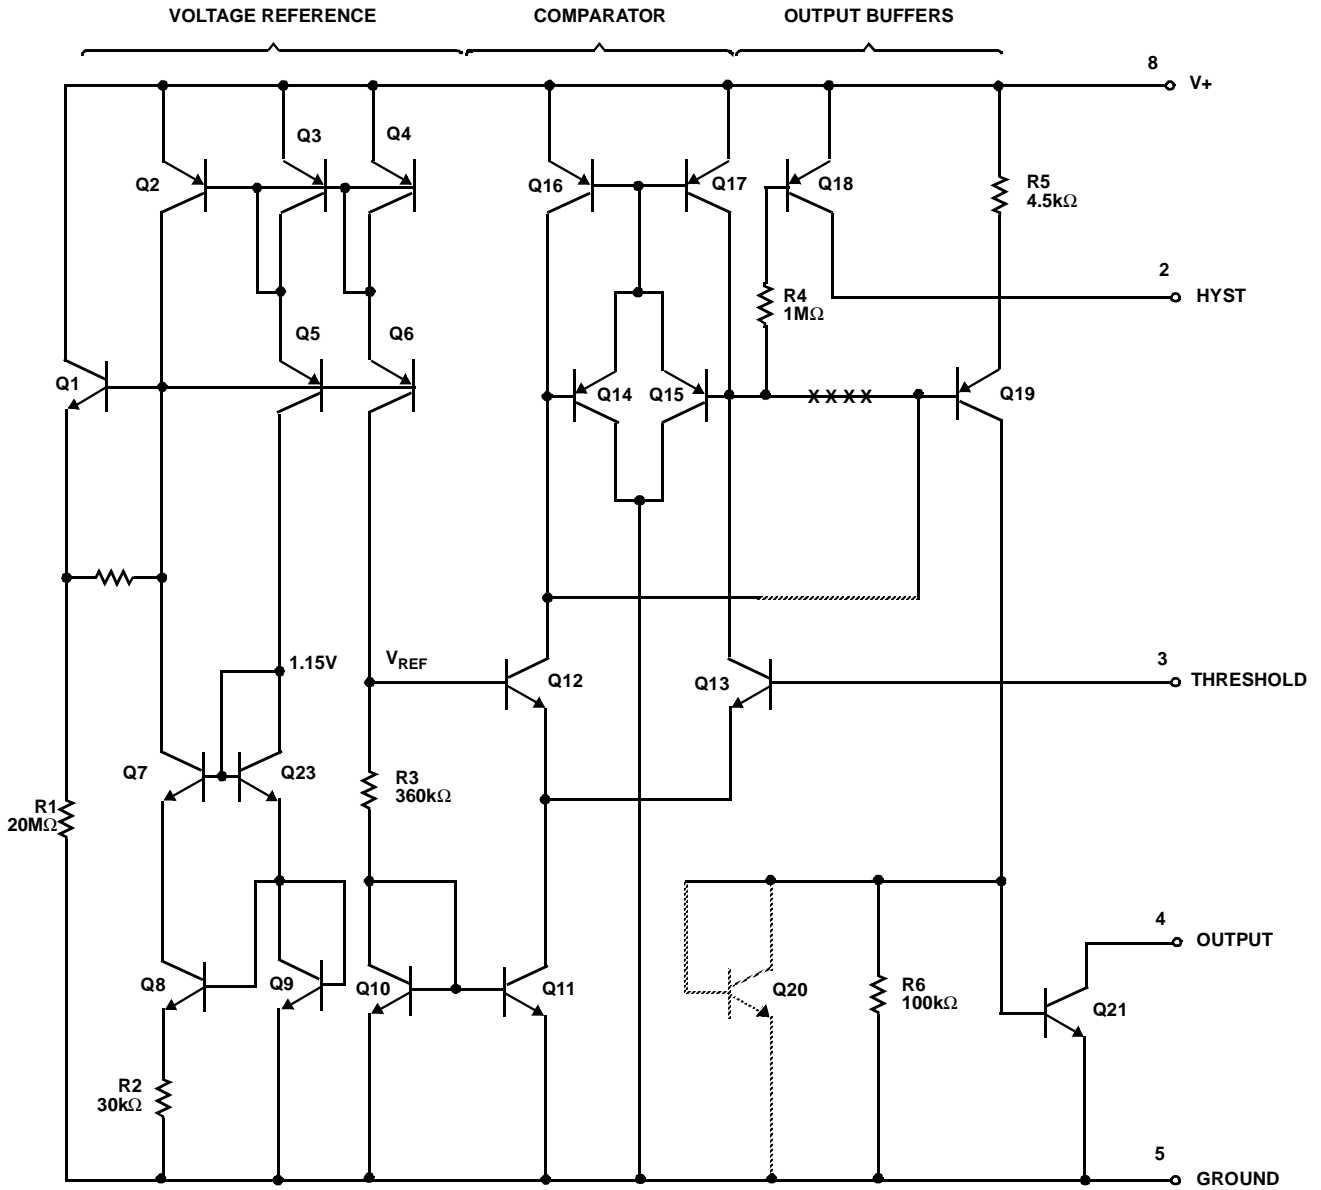 VOLTAGE REFERENCE
COMPARATOR
OUTPUT BUFFERS
8
V+
Q3
Q4
Q2
Q16
Q17
Q18
R5
4.5kΩ
2
HYST
R4
1MΩ
Q5
Q6
Q1
Q14
Q15
X X X X
Q19
1.15V
VREF
Q12
Q13
3
THRESHOLD
Q7
Q23
R3
360kΩ
R1
20MΩ
4
OUTPUT
Q8
Q9
Q10
Q11
Q20
R6
100kΩ
Q21
R2
30kΩ
5
GROUND